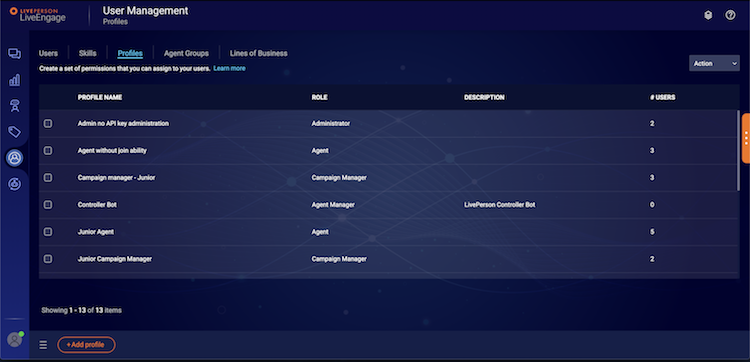 LIVEPERSON
LiveEngage
User Management
Profiles
Users Skills Profiles Agent Groups Lines of Business
Create a set of permissions that you can assign to your users. Learn more
Action
PROFILE NAME ROLE DESCRIPTION # USERS
Admin no API key administration Administrator 2
Agent without join ability Agent 3
Campaign manager - Junior Campaign Manager 3
Controller Bot Agent Manager LivePerson Controller Bot 0
Junior Agent Agent 5
Junior Campaign Manager Campaign Manager 2
Showing 1 - 13 of 13 items
+Add profile